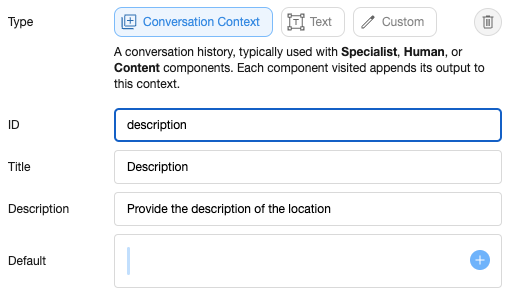 Type
Conversation Context
Text
Custom
A conversation history, typically used with Specialist, Human, or
Content components. Each component visited appends its output to
this context.
ID
description
Title
Description
Description
Provide the description of the location
Default